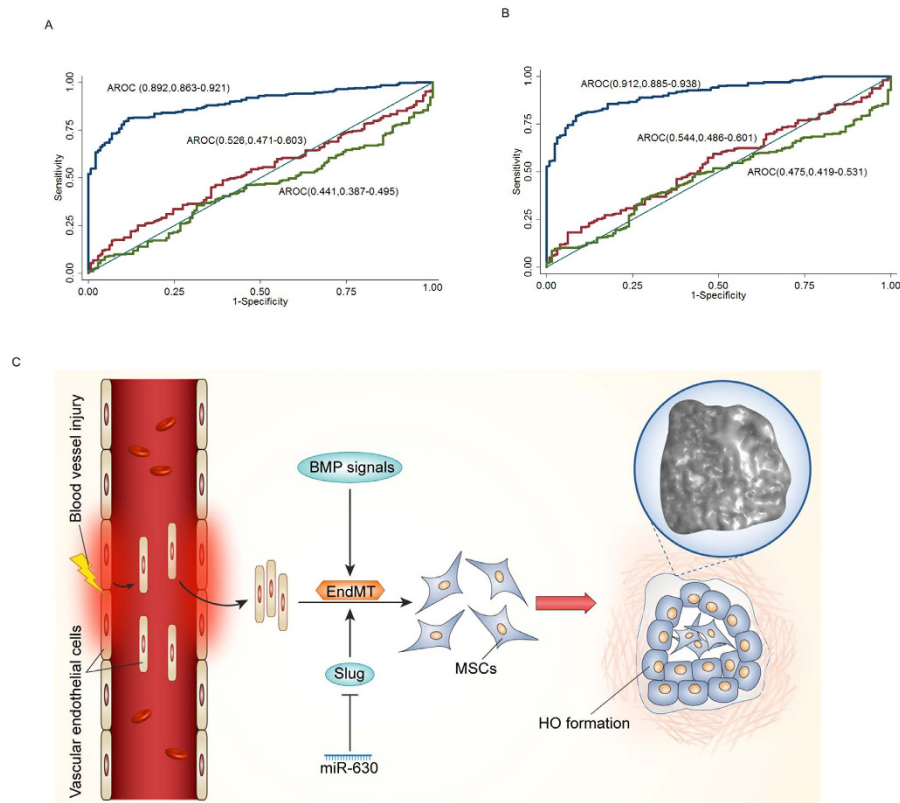 A
AROC (0.892,0.863-0.921)
AROC(0.526,0.471-0.603)
AROC(0.441,0.387-0.495)
Sensitivity
0.00
0.25
0.50
0.75
1.00
0.00
0.25
0.50
0.75
1.00
1-Specificity
B
AROC(0.912,0.885-0.938)
AROC(0.544,0.486-0.601)
AROC(0.475,0.419-0.531)
Sensitivity
0.00
0.25
0.50
0.75
1.00
0.00
0.25
0.50
0.75
1.00
1-Specificity
C
Blood vessel injury
Vascular endothelial cells
BMP signals
EndMT
Slug
miR-630
MSCs
HO formation